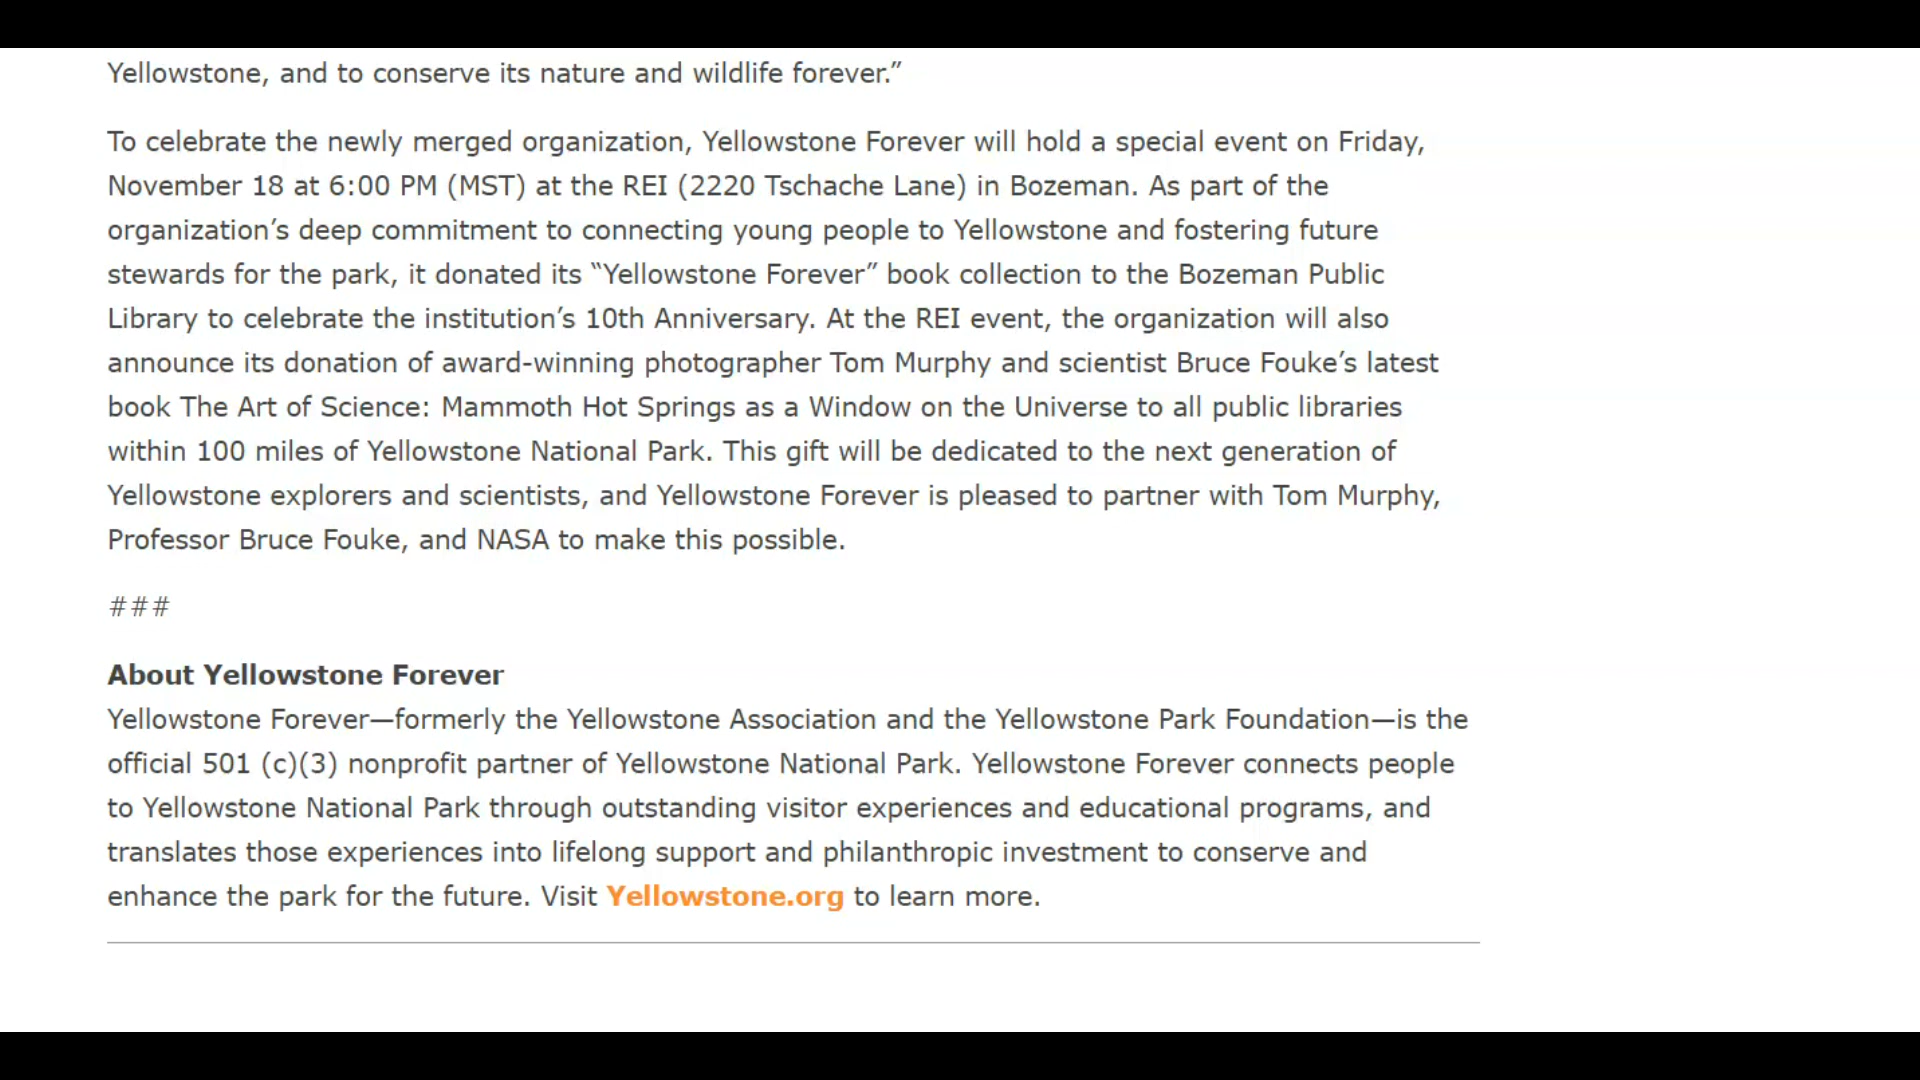 Yellowstone, and to conserve its nature and wildlife forever.”
To celebrate the newly merged organization, Yellowstone Forever will hold a special event on Friday,
November 18 at 6:00 PM (MST) at the REI (2220 Tschache Lane) in Bozeman. As part of the
organization’s deep commitment to connecting young people to Yellowstone and fostering future
stewards for the park, it donated its “Yellowstone Forever” book collection to the Bozeman Public
Library to celebrate the institution’s 10th Anniversary. At the REI event, the organization will also
announce its donation of award-winning photographer Tom Murphy and scientist Bruce Fouke’s latest
book The Art of Science: Mammoth Hot Springs as a Window on the Universe to all public libraries
within 100 miles of Yellowstone National Park. This gift will be dedicated to the next generation of
Yellowstone explorers and scientists, and Yellowstone Forever is pleased to partner with Tom Murphy,
Professor Bruce Fouke, and NASA to make this possible.
###
About Yellowstone Forever
Yellowstone Forever—formerly the Yellowstone Association and the Yellowstone Park Foundation—is the
official 501 (c)(3) nonprofit partner of Yellowstone National Park. Yellowstone Forever connects people
to Yellowstone National Park through outstanding visitor experiences and educational programs, and
translates those experiences into lifelong support and philanthropic investment to conserve and
enhance the park for the future. Visit Yellowstone.org to learn more.